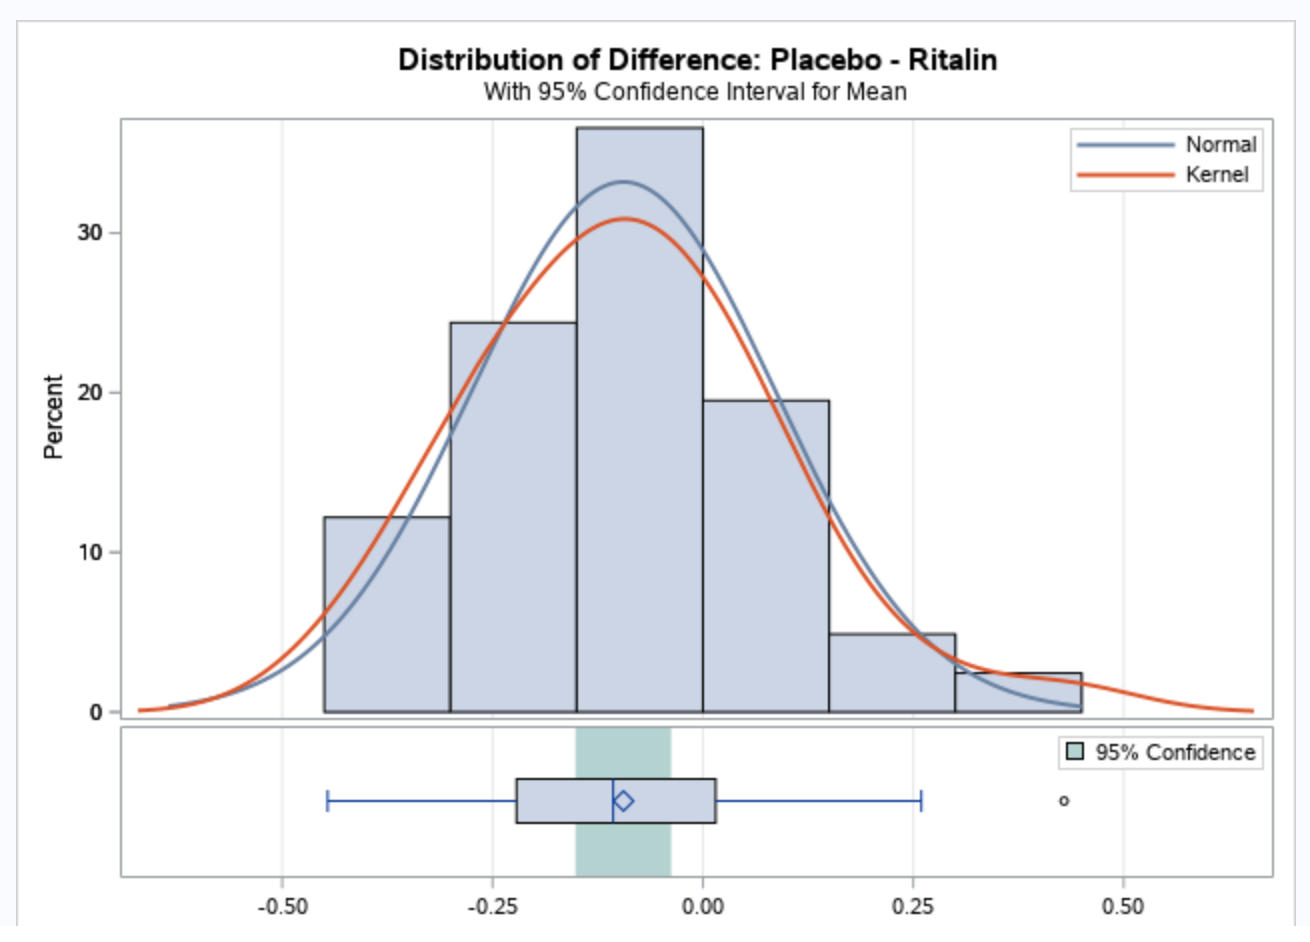 Distribution of Difference: Placebo - Ritalin
With 95% Confidence Interval for Mean
Normal
Kernel
30
20
10
0
Percent
95% Confidence
-0.50 -0.25 0.00 0.25 0.50